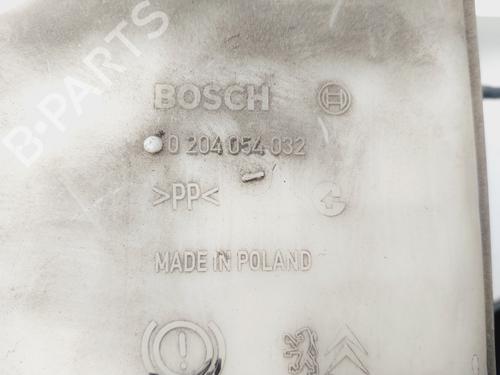 B-PARTS
BOSCH
0 204 054 032
>PP<
MADE IN POLAND